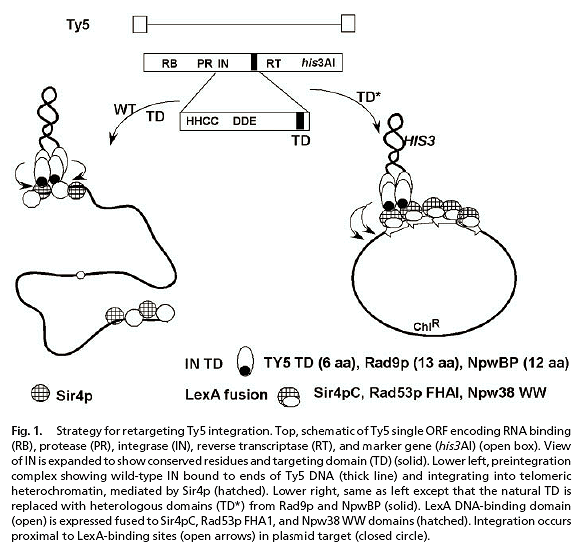 Ty5
RB PR IN RT his3AI
WT TD TD*
HHCC DDE
TD
HIS3
ChlR
IN TD TY5 TD (6 aa), Rad9p (13 aa), NpwBP (12 aa)
Sir4p LexA fusion Sir4pC, Rad53p FHAI, Npw38 WW
Fig. 1. Strategy for retargeting Ty5 integration. Top, schematic of Ty5 single ORF encoding RNA binding
(RB), protease (PR), integrase (IN), reverse transcriptase (RT), and marker gene (his3AI) (open box). View
of IN is expanded to show conserved residues and targeting domain (TD) (solid). Lower left, preintegration
complex showing wild-type IN bound to ends of Ty5 DNA (thick line) and integrating into telomeric
heterochromatin, mediated by Sir4p (hatched). Lower right, same as left except that the natural TD is
replaced with heterologous domains (TD*) from Rad9p and NpwBP (solid). LexA DNA-binding domain
(open) is expressed fused to Sir4pC, Rad53p FHA1, and Npw38 WW domains (hatched). Integration occurs
proximal to LexA-binding sites (open arrows) in plasmid target (closed circle).